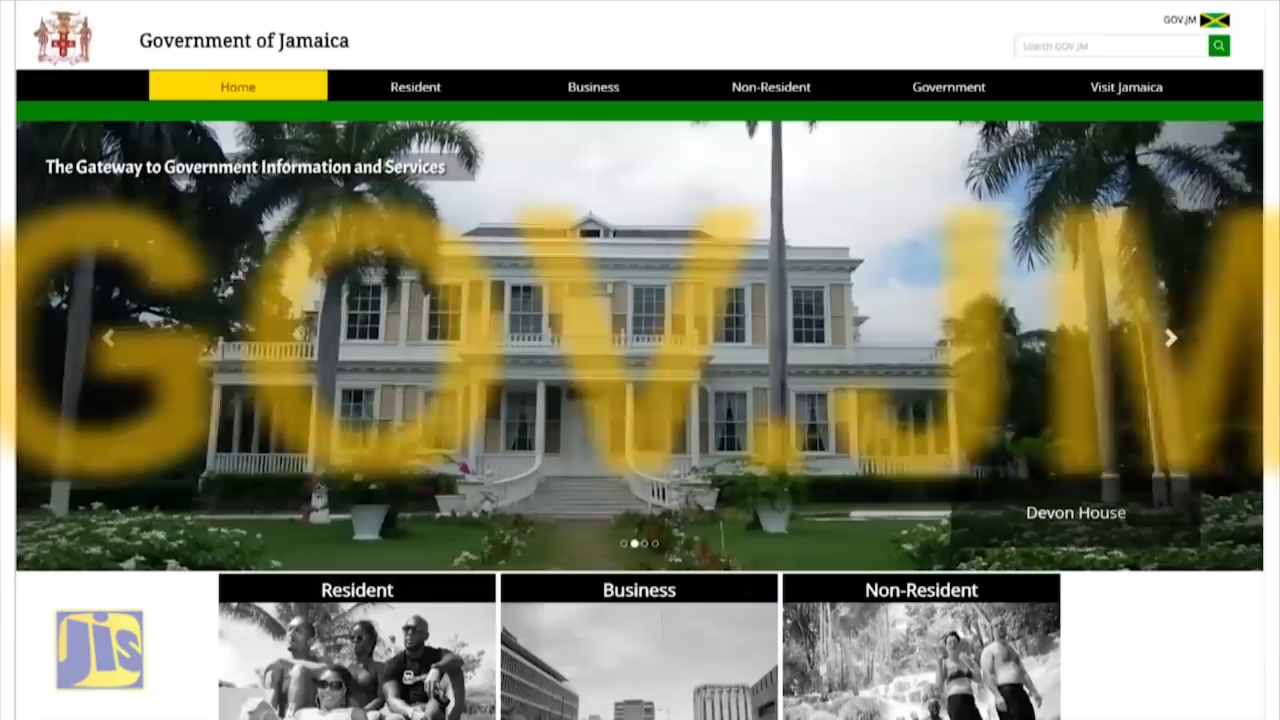 GOV.JM
Government of Jamaica
Search GOV.JM
Home
Resident
Business
Non-Resident
Government
Visit Jamaica
The Gateway to Government Information and Services
GOV.JM
Devon House
Resident
Business
Non-Resident
Jis